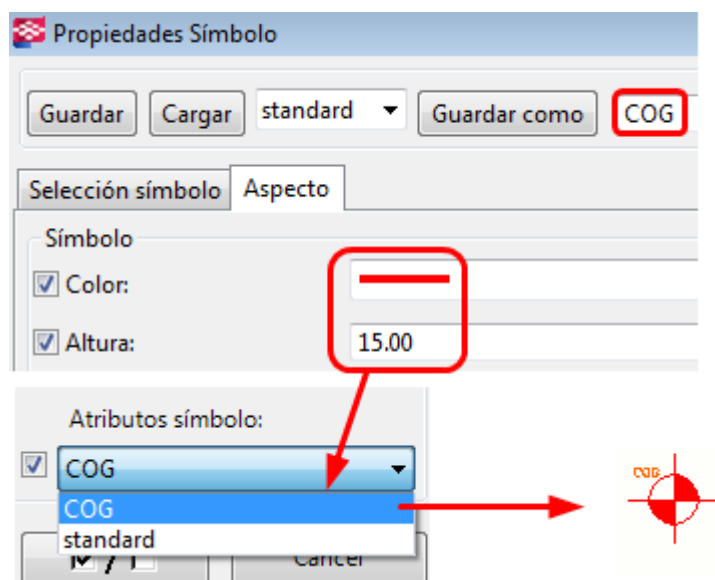 Propiedades Símbolo
Guardar Cargar standard Guardar como COG
Selección símbolo Aspecto
Símbolo
Color:
Altura: 15.00
Atributos símbolo:
COG
COG
standard
Cancel
COG